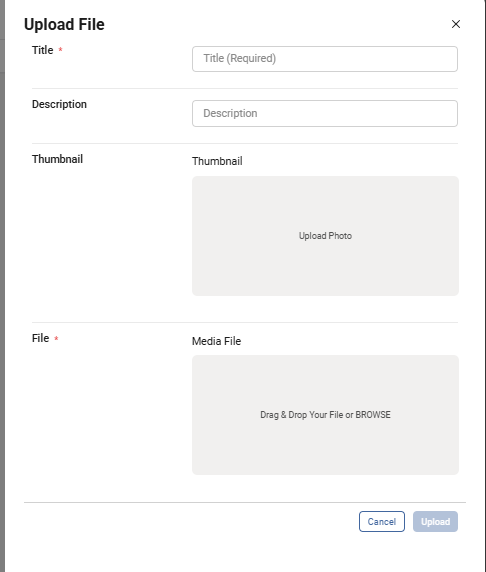 Upload File
Title *
Title (Required)
Description
Description
Thumbnail
Thumbnail
Upload Photo
File *
Media File
Drag & Drop Your File or BROWSE
Cancel
Upload